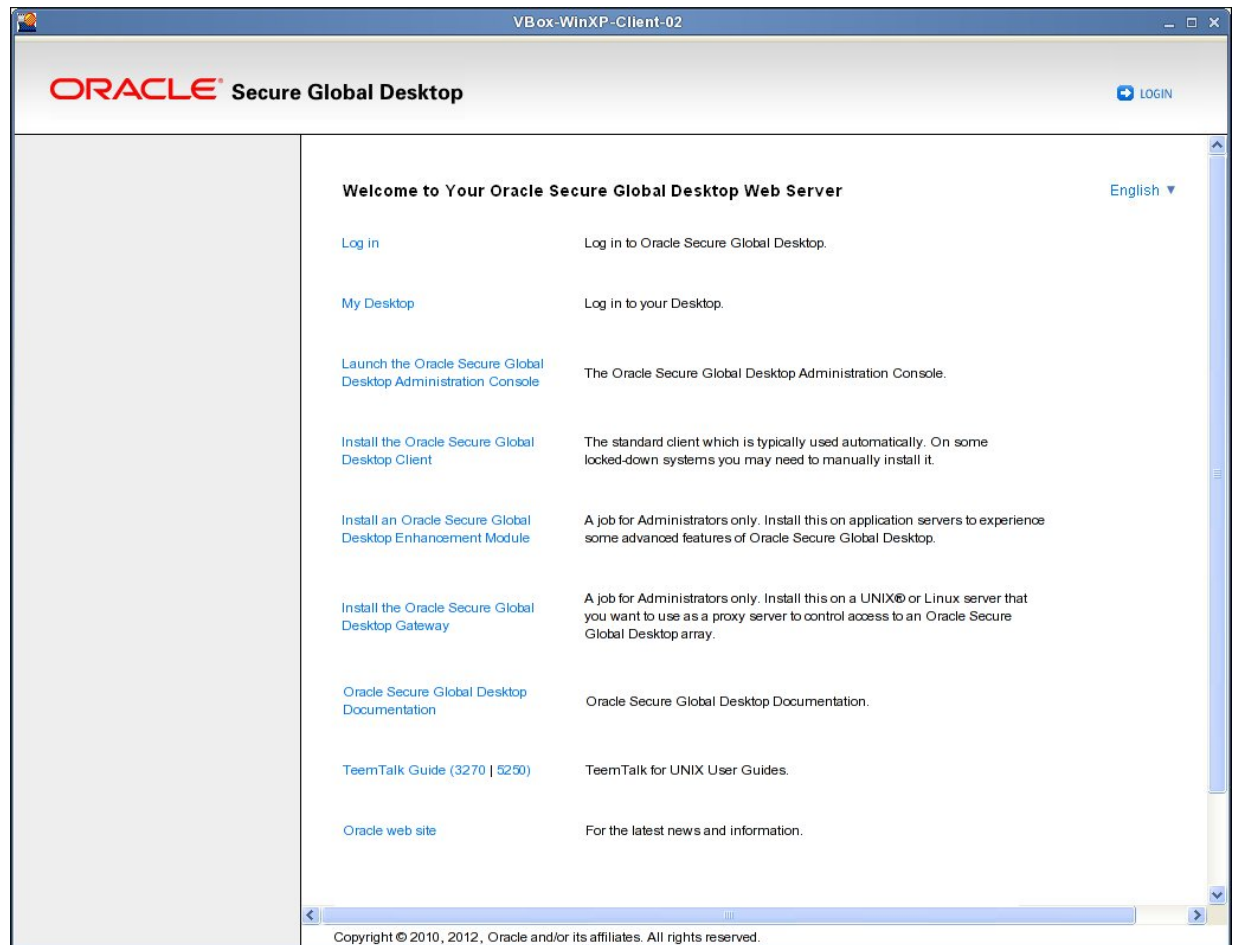 VBox-WinXP-Client-02
ORACLE® Secure Global Desktop
LOGIN
Welcome to Your Oracle Secure Global Desktop Web Server
English
Log in
Log in to Oracle Secure Global Desktop.
My Desktop
Log in to your Desktop.
Launch the Oracle Secure Global
Desktop Administration Console
The Oracle Secure Global Desktop Administration Console.
Install the Oracle Secure Global
Desktop Client
The standard client which is typically used automatically. On some
locked-down systems you may need to manually install it.
Install an Oracle Secure Global
Desktop Enhancement Module
A job for Administrators only. Install this on application servers to experience
some advanced features of Oracle Secure Global Desktop.
Install the Oracle Secure Global
Desktop Gateway
A job for Administrators only. Install this on a UNIX® or Linux server that
you want to use as a proxy server to control access to an Oracle Secure
Global Desktop array.
Oracle Secure Global Desktop
Documentation
Oracle Secure Global Desktop Documentation.
TeemTalk Guide (3270 | 5250)
TeemTalk for UNIX User Guides.
Oracle web site
For the latest news and information.
Copyright © 2010, 2012, Oracle and/or its affiliates. All rights reserved.